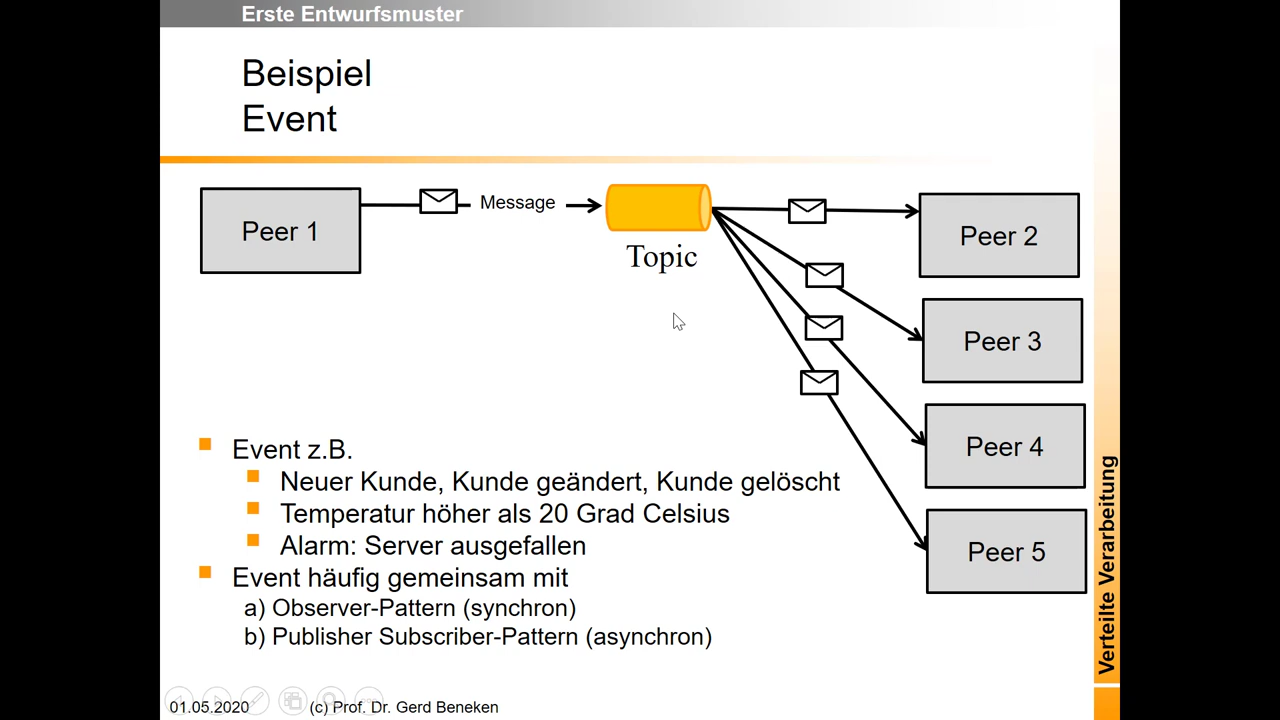 Erste Entwurfsmuster
Beispiel
Event
Peer 1
Message
Topic
Peer 2
Peer 3
Peer 4
Peer 5
Event z.B.
Neuer Kunde, Kunde geändert, Kunde gelöscht
Temperatur höher als 20 Grad Celsius
Alarm: Server ausgefallen
Event häufig gemeinsam mit
a) Observer-Pattern (synchron)
b) Publisher Subscriber-Pattern (asynchron)
Verteilte Verarbeitung
01.05.2020
(c) Prof. Dr. Gerd Beneken